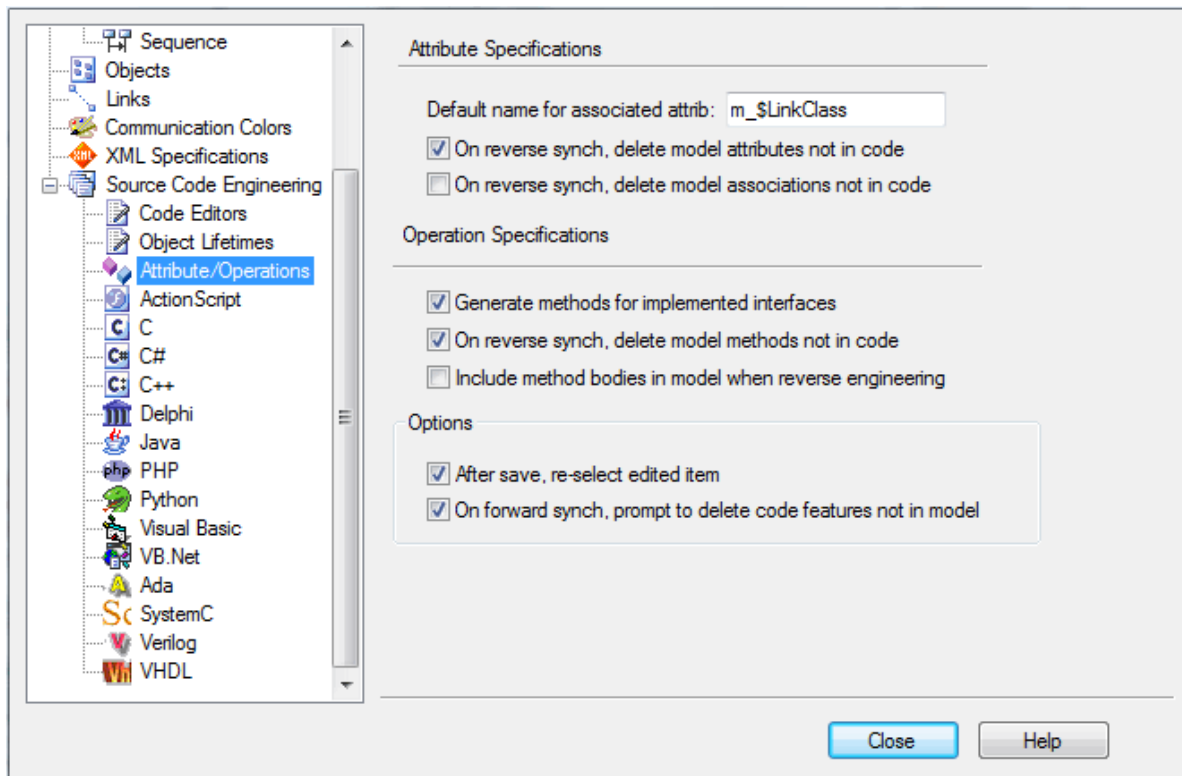 Sequence
Objects
Links
Communication Colors
XML Specifications
Source Code Engineering
Code Editors
Object Lifetimes
Attribute/Operations
ActionScript
C
C#
C++
Delphi
Java
php PHP
Python
Visual Basic
VB.Net
Ada
SystemC
Verilog
VHDL
Attribute Specifications
Default name for associated attrib: m_$LinkClass
On reverse synch, delete model attributes not in code
On reverse synch, delete model associations not in code
Operation Specifications
Generate methods for implemented interfaces
On reverse synch, delete model methods not in code
Include method bodies in model when reverse engineering
Options
After save, re-select edited item
On forward synch, prompt to delete code features not in model
Close Help